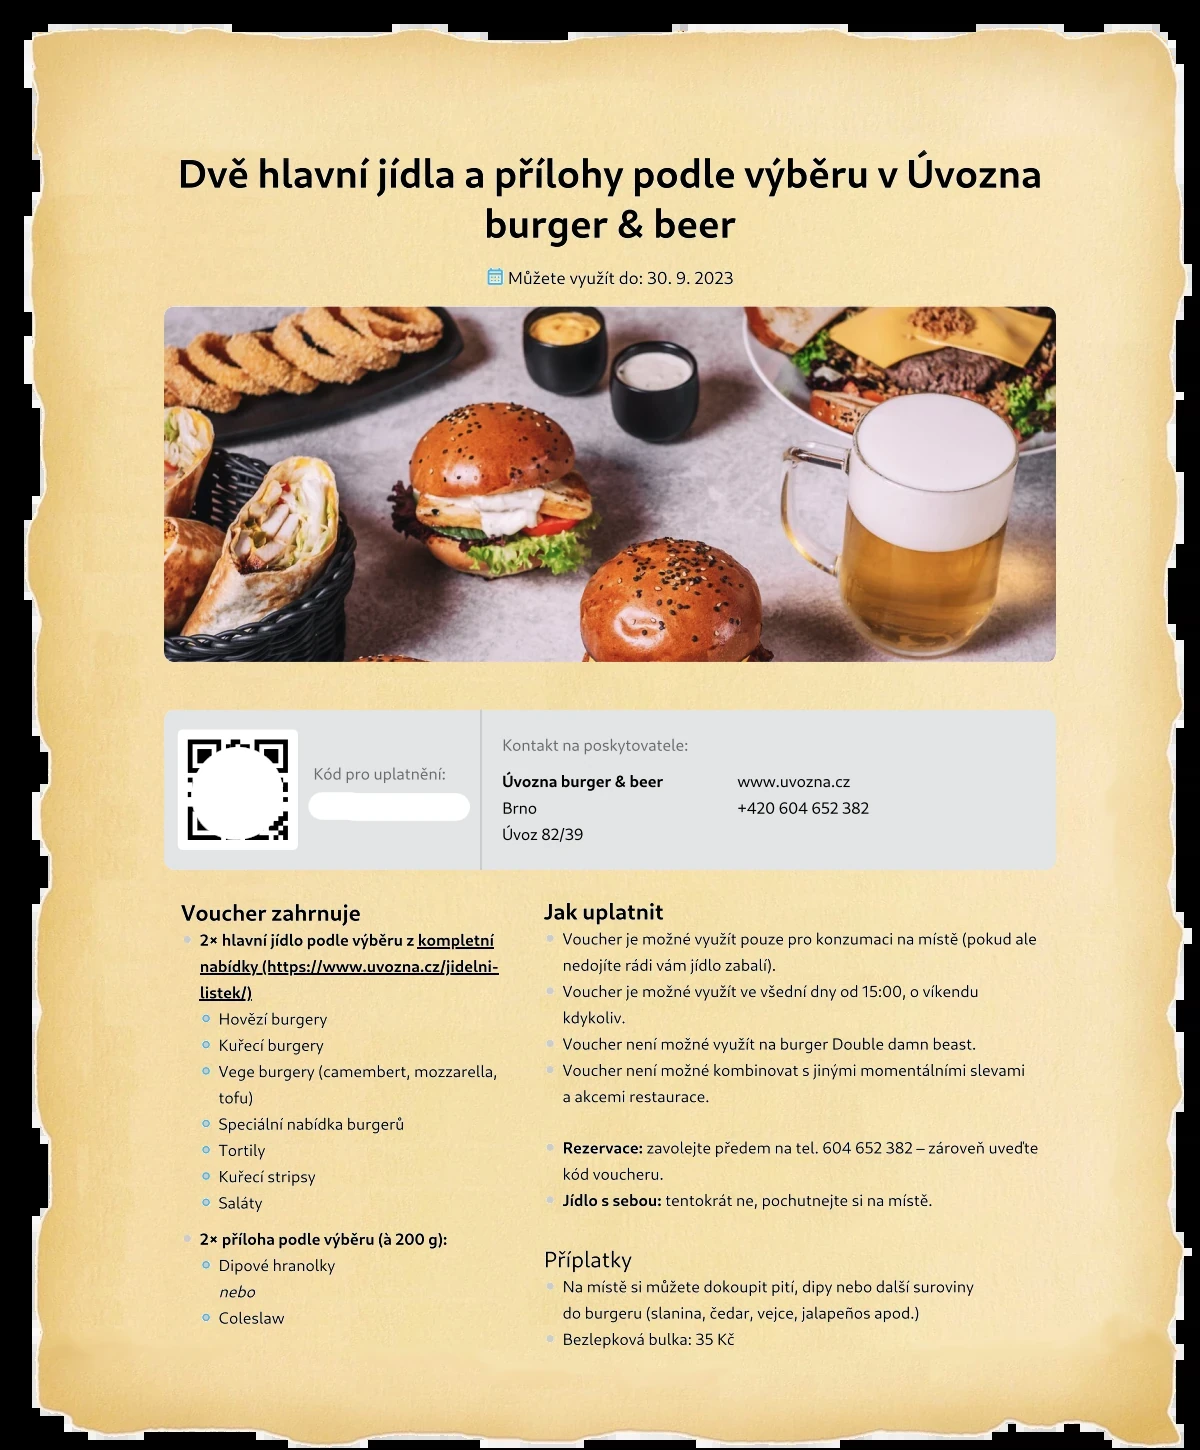 Dvě hlavní jídla a přílohy podle výběru v Úvozna
burger & beer
Můžete využít do: 30. 9. 2023
Kód pro uplatnění:
Kontakt na poskytovatele:
Úvozna burger & beer
Brno
Úvoz 82/39
www.uvozna.cz
+420 604 652 382
Voucher zahrnuje
2× hlavní jídlo podle výběru z kompletní
nabídky (https://www.uvozna.cz/jidelni-
listek/)
Hovězí burgery
Kuřecí burgery
Vege burgery (camembert, mozzarella,
tofu)
Speciální nabídka burgerů
Tortily
Kuřecí stripsy
Saláty
2× příloha podle výběru (à 200 g):
Dipové hranolky
nebo
Coleslaw
Jak uplatnit
Voucher je možné využít pouze pro konzumaci na místě (pokud ale
nedojíte rádi vám jídlo zabalí).
Voucher je možné využít ve všední dny od 15:00, o víkendu
kdykoliv.
Voucher není možné využít na burger Double damn beast.
Voucher není možné kombinovat s jinými momentálními slevami
a akcemi restaurace.
Rezervace: zavolejte předem na tel. 604 652 382 – zároveň uveďte
kód voucheru.
Jídlo s sebou: tentokrát ne, pochutnejte si na místě.
Příplatky
Na místě si můžete dokoupit pití, dipy nebo další suroviny
do burgeru (slanina, čedar, vejce, jalapeños apod.)
Bezlepková bulka: 35 Kč